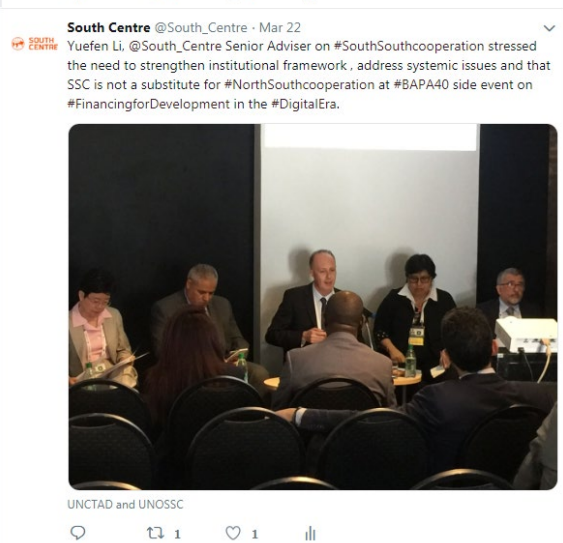 South Centre @South_Centre · Mar 22
SOUTH
CENTRE
Yuefen Li, @South_Centre Senior Adviser on #SouthSouthcooperation stressed
the need to strengthen institutional framework , address systemic issues and that
SSC is not a substitute for #NorthSouthcooperation at #BAPA40 side event on
#FinancingforDevelopment in the #DigitalEra.
UNCTAD and UNOSSC
1 1